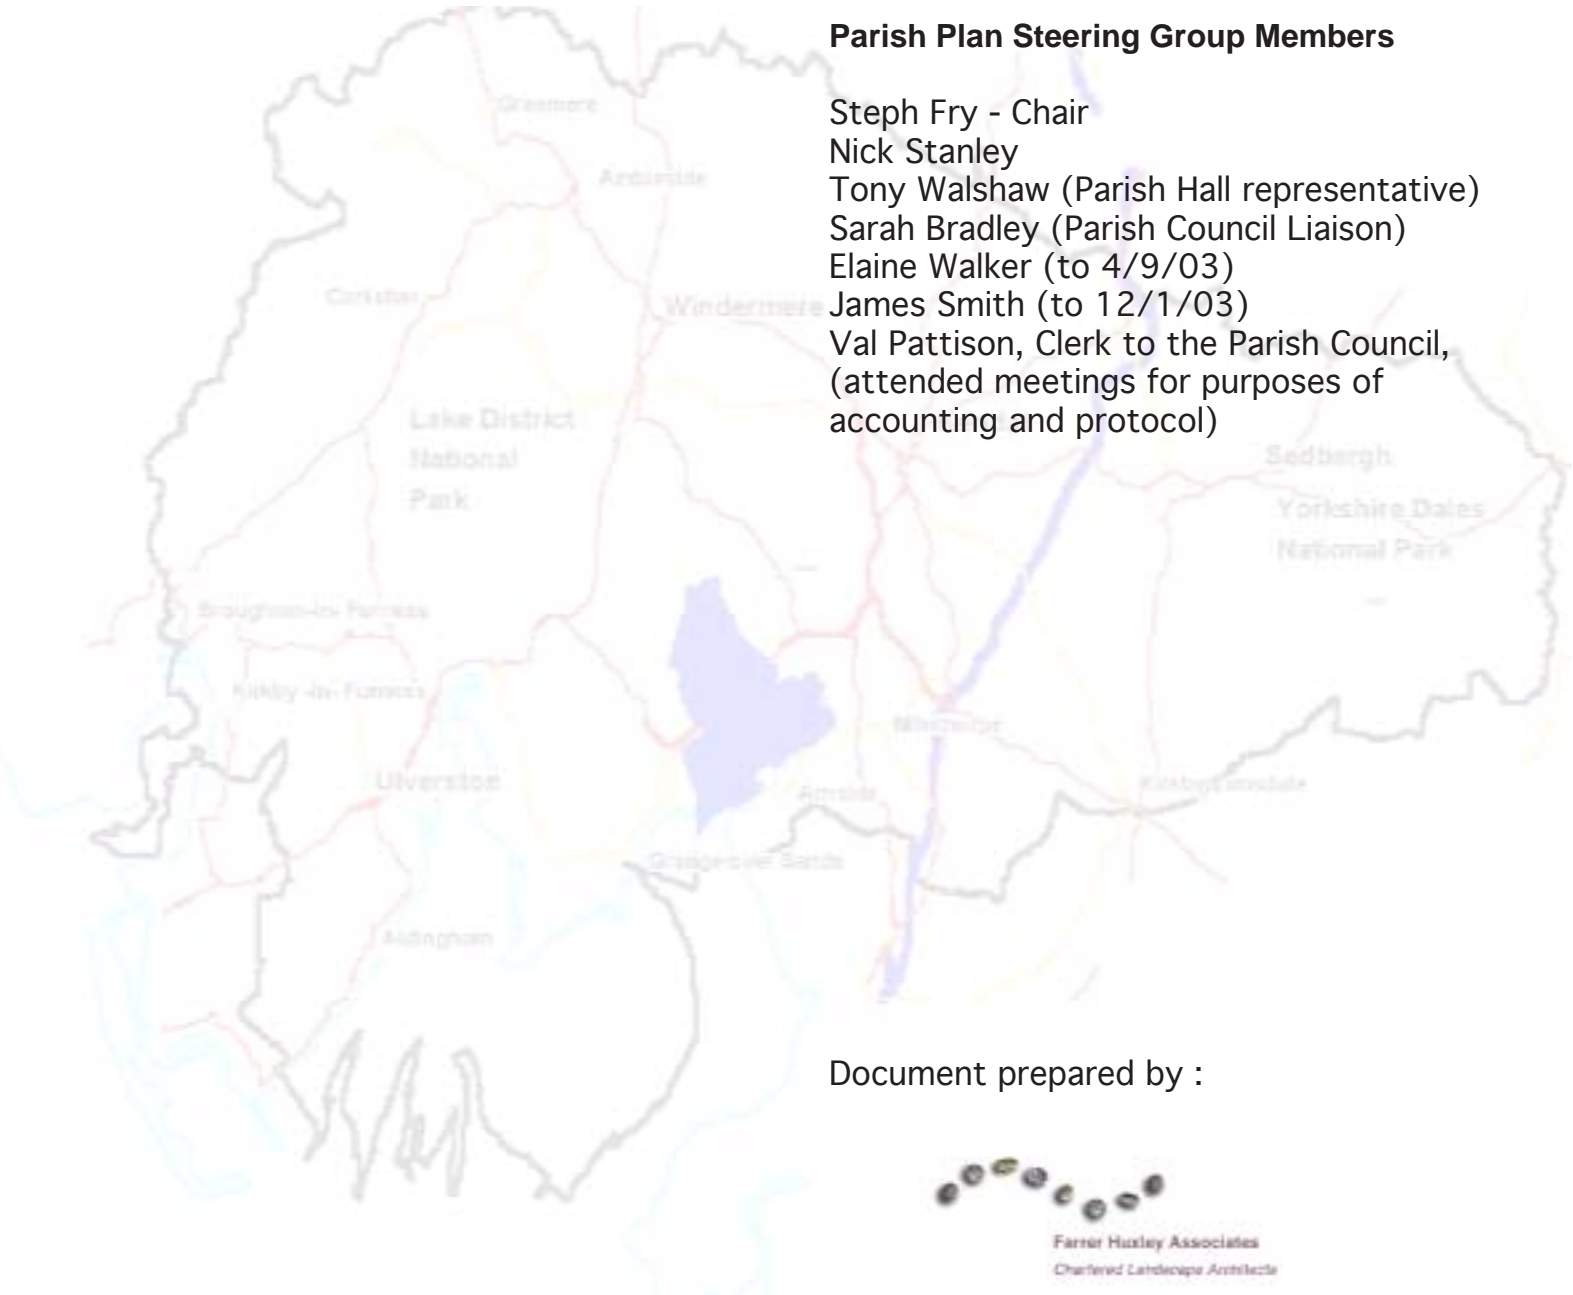 Parish Plan Steering Group Members
Steph Fry - Chair
Nick Stanley
Tony Walshaw (Parish Hall representative)
Sarah Bradley (Parish Council Liaison)
Elaine Walker (to 4/9/03)
James Smith (to 12/1/03)
Val Pattison, Clerk to the Parish Council,
(attended meetings for purposes of
accounting and protocol)
Grasmere
Ambleside
Coniston
Windermere
Lake District
National
Park
Sedbergh
Yorkshire Dales
National Park
Broughton-in-Furness
Kirkby-in-Furness
Milnthorpe
Ulverston
Arnside
Kirkby Lonsdale
Grange-over Sands
Aldingham
Document prepared by :
Farrer Huxley Associates
Chartered Landscape Architects